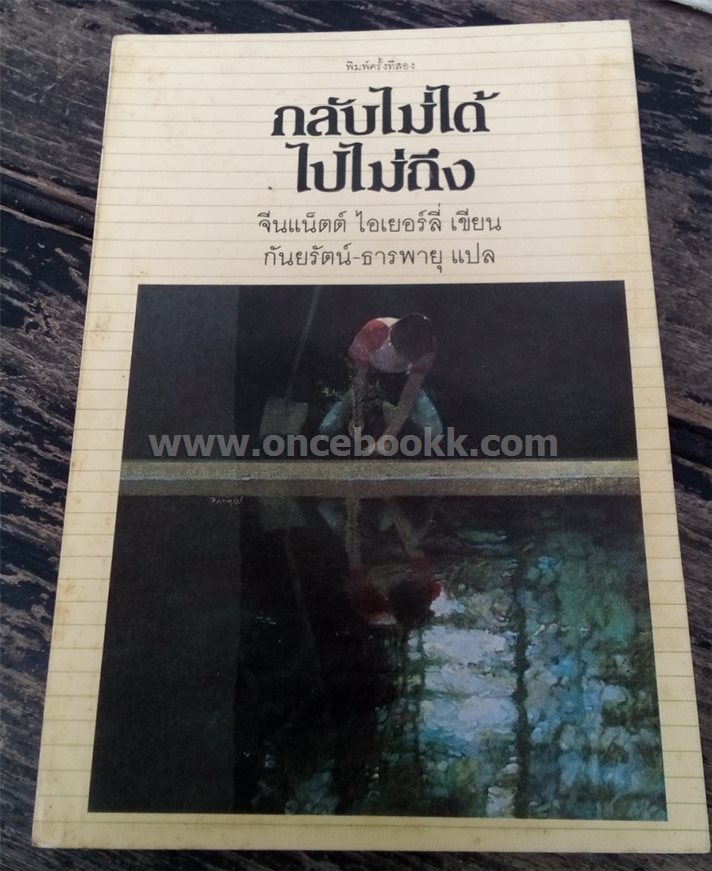 พิมพ์ครั้งที่สอง
กลับไม่ได้
ไปไม่ถึง
จีนแน็ตต์ ไอเยอร์ลี่ เขียน
กันยรัตน์-ธารพายุ แปล
www.oncebookk.com